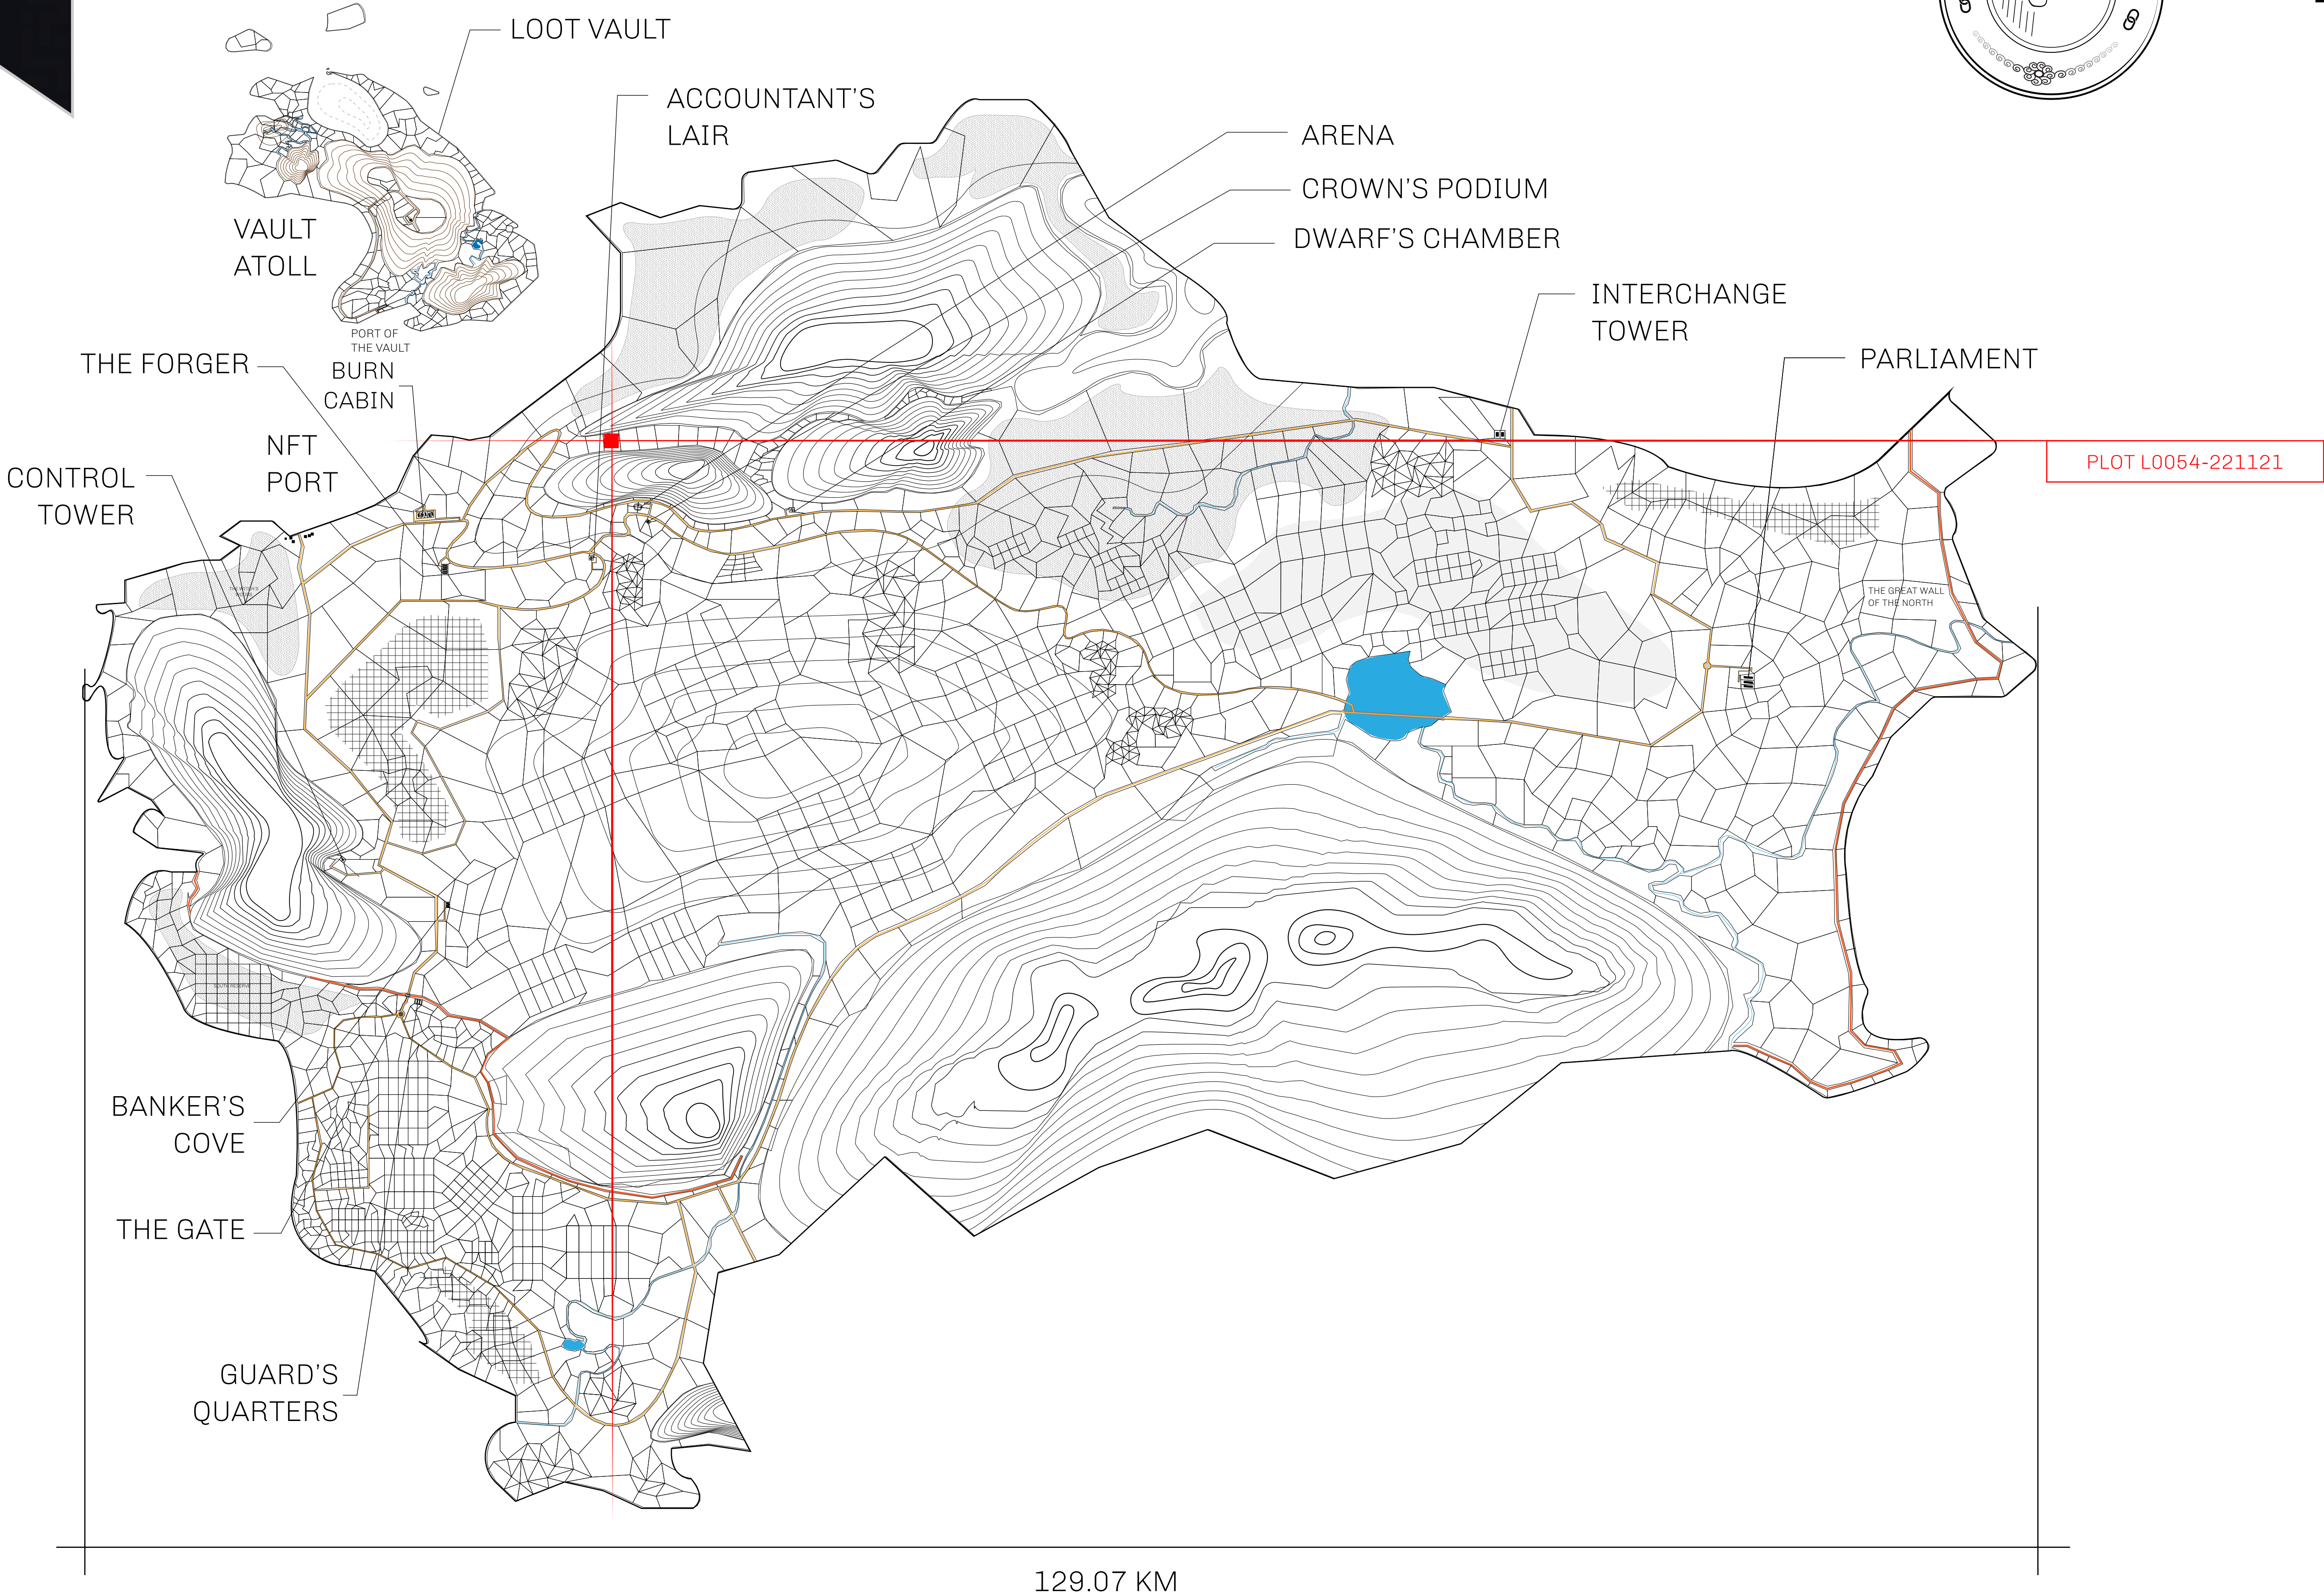 LOOT VAULT
ACCOUNTANT'S
LAIR
ARENA
CROWN'S PODIUM
DWARF'S CHAMBER
VAULT
ATOLL
INTERCHANGE
TOWER
PORT OF
THE VAULT
PARLIAMENT
THE FORGER
BURN
CABIN
NFT
PORT
CONTROL
TOWER
PLOT L0054-221121
THE GREAT WALL
OF THE NORTH
SOUTH RESERVE
BANKER'S
COVE
THE GATE
GUARD'S
QUARTERS
129.07 KM